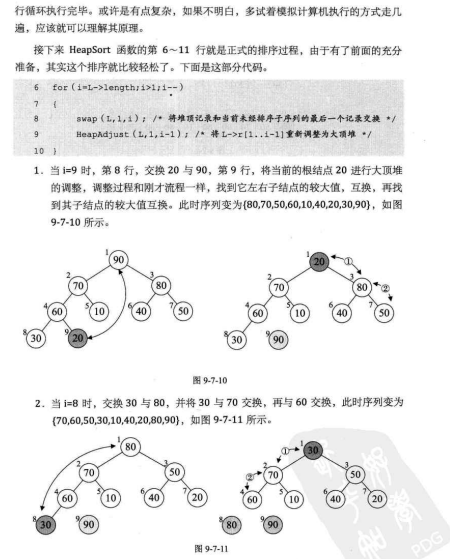 行循环执行完毕。或许是有点复杂，如果不明白，多试着模拟计算机执行的方式走几
遍，应该就可以理解其原理。
接下来 HeapSort 函数的第 6～11 行就是正式的排序过程，由于有了前面的充分
准备，其实这个排序就比较轻松了。下面是这部分代码。
6 for(i=L->length;i>1;i--)
7 {
8 swap(L,1,i); /* 将堆顶记录和当前未经排序子序列的最后一个记录交换 */
9 HeapAdjust(L,1,i-1); /* 将 L->r[1..i-1]重新调整为大顶堆 */
10 }
1. 当 i=9 时，第 8 行，交换 20 与 90，第 9 行，将当前的根结点 20 进行大顶堆
的调整，调整过程和刚才流程一样，找到它左右子结点的较大值，互换，再找
到其子结点的较大值互换。此时序列变为{80,70,50,60,10,40,20,30,90}，如图
9-7-10 所示。
1 90
2 70 3 80
4 60 5 10 6 40 7 50
8 30 9 20
1 20 ①
2 70 3 80 ②
4 60 5 10 6 40 7 50
8 30 9 90
图 9-7-10
2. 当 i=8 时，交换 30 与 80，并将 30 与 70 交换，再与 60 交换，此时序列变为
{70,60,50,30,10,40,20,80,90}，如图 9-7-11 所示。
1 80
2 70 3 50
4 60 5 10 6 40 7 20
8 30 9 90
① 1 30
② 2 70 3 50
4 60 5 10 6 40 7 20
8 80 9 90
图 9-7-11
PDG